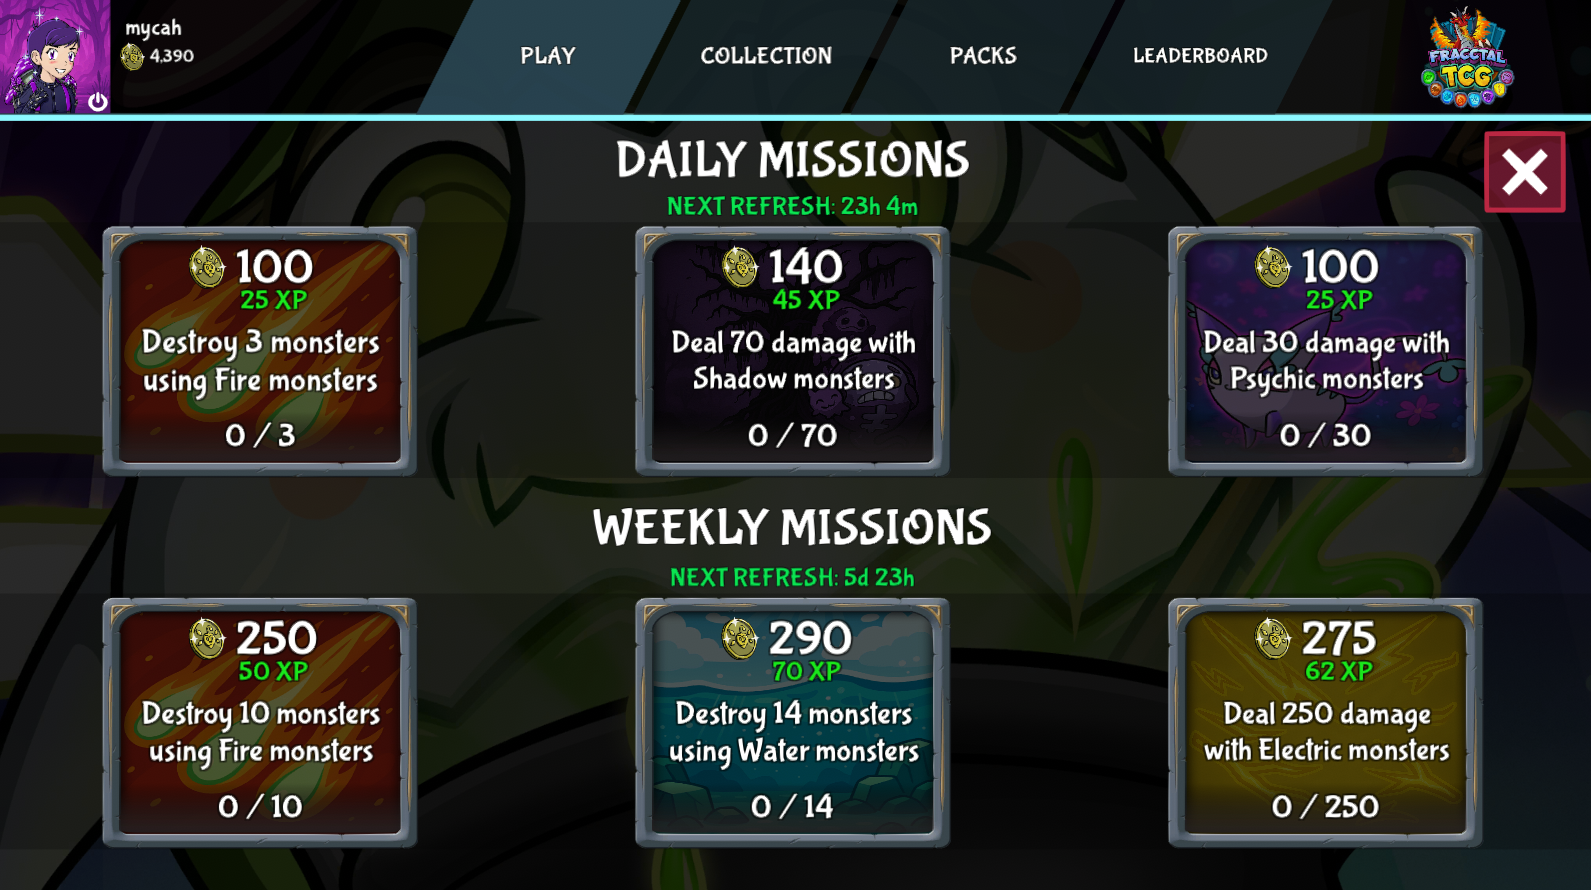 mycah
4,390
PLAY
COLLECTION
PACKS
LEADERBOARD
FRACCTAL
TCG
DAILY MISSIONS
NEXT REFRESH: 23h 4m
100
25 XP
Destroy 3 monsters
using Fire monsters
0 / 3
140
45 XP
Deal 70 damage with
Shadow monsters
0 / 70
100
25 XP
Deal 30 damage with
Psychic monsters
0 / 30
WEEKLY MISSIONS
NEXT REFRESH: 5d 23h
250
50 XP
Destroy 10 monsters
using Fire monsters
0 / 10
290
70 XP
Destroy 14 monsters
using Water monsters
0 / 14
275
62 XP
Deal 250 damage
with Electric monsters
0 / 250